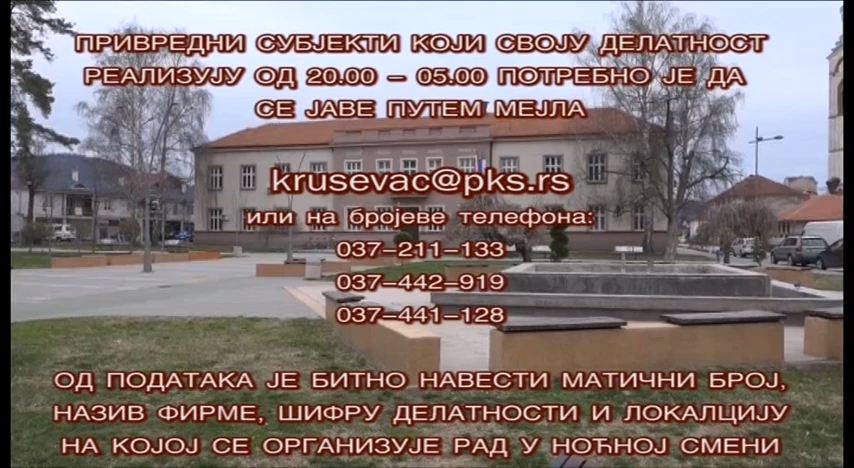 ПРИВРЕДНИ СУБЈЕКТИ КОЈИ СВОЈУ ДЕЛАТНОСТ
РЕАЛИЗУЈУ ОД 20.00 – 05.00 ПОТРЕБНО ЈЕ ДА
СЕ ЈАВЕ ПУТЕМ МЕЈЛА
krusevac@pks.rs
или на бројеве телефона:
037–211–133
037–442–919
037–441–128
ОД ПОДАТАКА ЈЕ БИТНО НАВЕСТИ МАТИЧНИ БРОЈ,
НАЗИВ ФИРМЕ, ШИФРУ ДЕЛАТНОСТИ И ЛОКАЛЦИЈУ
НА КОЈОЈ СЕ ОРГАНИЗУЈЕ РАД У НОЋНОЈ СМЕНИ